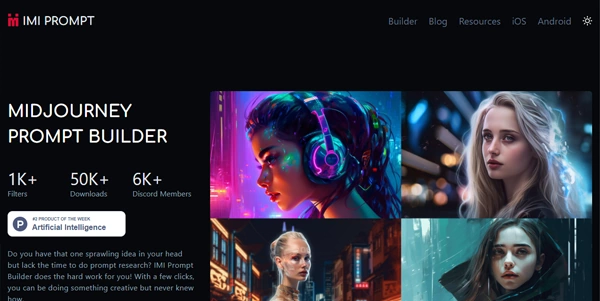 IMI PROMPT
Builder Blog Resources iOS Android
MIDJOURNEY
PROMPT BUILDER
1K+ 50K+ 6K+
Filters Downloads Discord Members
P
#3 PRODUCT OF THE WEEK
Artificial Intelligence
Do you have that one sprawling idea in your head
but lack the time to do prompt research? IMI Prompt
Builder does the hard work for you! With a few clicks,
you can be doing something creative but never knew
how